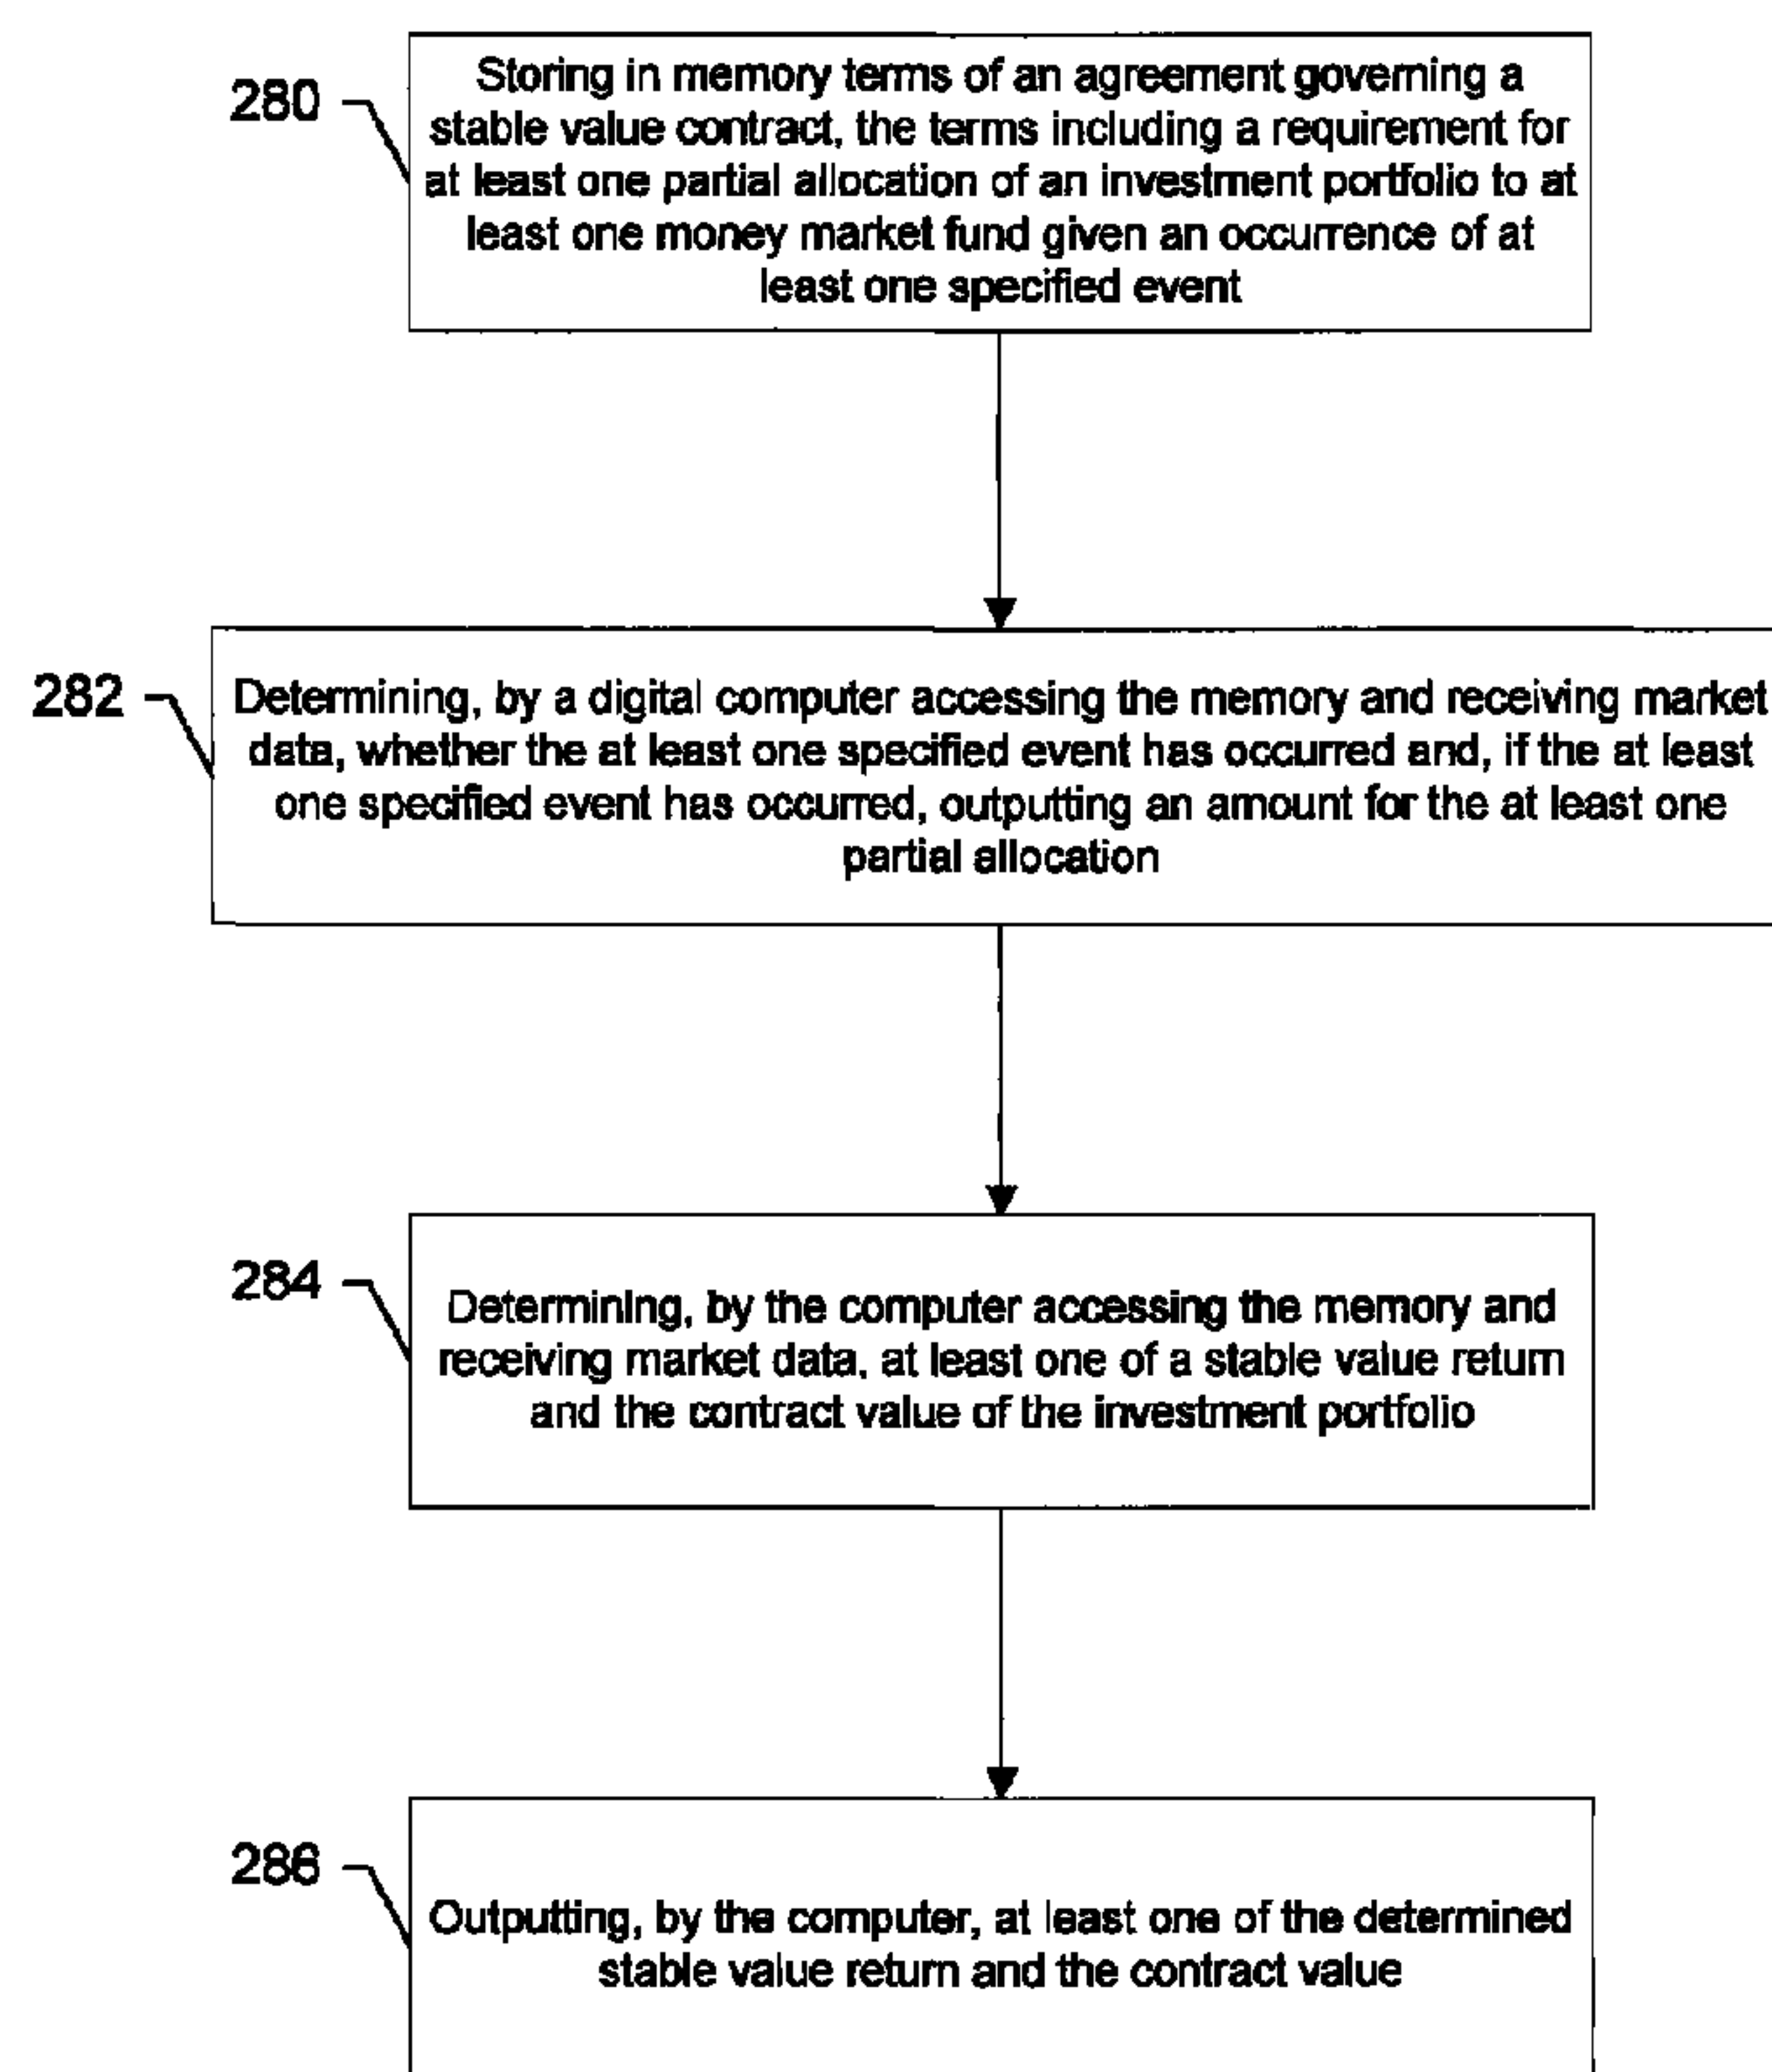 280
Storing in memory terms of an agreement governing a
stable value contract, the terms including a requirement for
at least one partial allocation of an investment portfolio to at
least one money market fund given an occurrence of at
least one specified event
282
Determining, by a digital computer accessing the memory and receiving market
data, whether the at least one specified event has occurred and, if the at least
one specified event has occurred, outputting an amount for the at least one
partial allocation
284
Determining, by the computer accessing the memory and
receiving market data, at least one of a stable value return
and the contract value of the investment portfolio
286
Outputting, by the computer, at least one of the determined
stable value return and the contract value